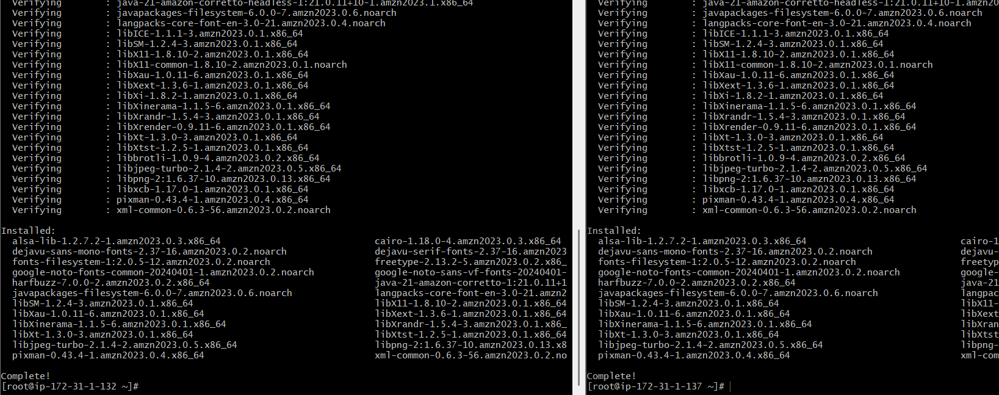 Verifying : java-21-amazon-corretto-headless-1:21.0.11+10-1.amzn2023.1.x86_64
Verifying : javapackages-filesystem-6.0.0-7.amzn2023.0.6.noarch
Verifying : langpacks-core-font-en-3.0-21.amzn2023.0.4.noarch
Verifying : libICE-1.1.1-3.amzn2023.0.1.x86_64
Verifying : libSM-1.2.4-3.amzn2023.0.1.x86_64
Verifying : libX11-1.8.10-2.amzn2023.0.1.x86_64
Verifying : libX11-common-1.8.10-2.amzn2023.0.1.noarch
Verifying : libXau-1.0.11-6.amzn2023.0.1.x86_64
Verifying : libXext-1.3.6-1.amzn2023.0.1.x86_64
Verifying : libXi-1.8.2-1.amzn2023.0.1.x86_64
Verifying : libXinerama-1.1.5-6.amzn2023.0.1.x86_64
Verifying : libXrandr-1.5.4-3.amzn2023.0.1.x86_64
Verifying : libXrender-0.9.11-6.amzn2023.0.1.x86_64
Verifying : libXt-1.3.0-3.amzn2023.0.1.x86_64
Verifying : libXtst-1.2.5-1.amzn2023.0.1.x86_64
Verifying : libbrotli-1.0.9-4.amzn2023.0.2.x86_64
Verifying : libjpeg-turbo-2.1.4-2.amzn2023.0.5.x86_64
Verifying : libpng-2:1.6.37-10.amzn2023.0.13.x86_64
Verifying : libxcb-1.17.0-1.amzn2023.0.1.x86_64
Verifying : pixman-0.43.4-1.amzn2023.0.4.x86_64
Verifying : xml-common-0.6.3-56.amzn2023.0.2.noarch
Installed:
alsa-lib-1.2.7.2-1.amzn2023.0.3.x86_64 cairo-1.18.0-4.amzn2023.0.3.x86_64
dejavu-sans-mono-fonts-2.37-16.amzn2023.0.2.noarch dejavu-serif-fonts-2.37-16.amzn2023
fonts-filesystem-1:2.0.5-12.amzn2023.0.2.noarch freetype-2.13.2-5.amzn2023.0.2.x86_
google-noto-fonts-common-20240401-1.amzn2023.0.2.noarch google-noto-sans-vf-fonts-20240401-
harfbuzz-7.0.0-2.amzn2023.0.2.x86_64 java-21-amazon-corretto-1:21.0.11+1
javapackages-filesystem-6.0.0-7.amzn2023.0.6.noarch langpacks-core-font-en-3.0-21.amzn2
libSM-1.2.4-3.amzn2023.0.1.x86_64 libX11-1.8.10-2.amzn2023.0.1.x86_64
libXau-1.0.11-6.amzn2023.0.1.x86_64 libXext-1.3.6-1.amzn2023.0.1.x86_64
libXinerama-1.1.5-6.amzn2023.0.1.x86_64 libXrandr-1.5.4-3.amzn2023.0.1.x86_
libXt-1.3.0-3.amzn2023.0.1.x86_64 libXtst-1.2.5-1.amzn2023.0.1.x86_64
libjpeg-turbo-2.1.4-2.amzn2023.0.5.x86_64 libpng-2:1.6.37-10.amzn2023.0.13.x8
pixman-0.43.4-1.amzn2023.0.4.x86_64 xml-common-0.6.3-56.amzn2023.0.2.no
Complete!
[root@ip-172-31-1-132 ~]#
Verifying : java-21-amazon-corretto-headless-1:21.0.11+10-1.amzn20
Verifying : javapackages-filesystem-6.0.0-7.amzn2023.0.6.noarch
Verifying : langpacks-core-font-en-3.0-21.amzn2023.0.4.noarch
Verifying : libICE-1.1.1-3.amzn2023.0.1.x86_64
Verifying : libSM-1.2.4-3.amzn2023.0.1.x86_64
Verifying : libX11-1.8.10-2.amzn2023.0.1.x86_64
Verifying : libX11-common-1.8.10-2.amzn2023.0.1.noarch
Verifying : libXau-1.0.11-6.amzn2023.0.1.x86_64
Verifying : libXext-1.3.6-1.amzn2023.0.1.x86_64
Verifying : libXi-1.8.2-1.amzn2023.0.1.x86_64
Verifying : libXinerama-1.1.5-6.amzn2023.0.1.x86_64
Verifying : libXrandr-1.5.4-3.amzn2023.0.1.x86_64
Verifying : libXrender-0.9.11-6.amzn2023.0.1.x86_64
Verifying : libXt-1.3.0-3.amzn2023.0.1.x86_64
Verifying : libXtst-1.2.5-1.amzn2023.0.1.x86_64
Verifying : libbrotli-1.0.9-4.amzn2023.0.2.x86_64
Verifying : libjpeg-turbo-2.1.4-2.amzn2023.0.5.x86_64
Verifying : libpng-2:1.6.37-10.amzn2023.0.13.x86_64
Verifying : libxcb-1.17.0-1.amzn2023.0.1.x86_64
Verifying : pixman-0.43.4-1.amzn2023.0.4.x86_64
Verifying : xml-common-0.6.3-56.amzn2023.0.2.noarch
Installed:
alsa-lib-1.2.7.2-1.amzn2023.0.3.x86_64 cairo-1
dejavu-sans-mono-fonts-2.37-16.amzn2023.0.2.noarch dejavu-
fonts-filesystem-1:2.0.5-12.amzn2023.0.2.noarch freetyp
google-noto-fonts-common-20240401-1.amzn2023.0.2.noarch google-
harfbuzz-7.0.0-2.amzn2023.0.2.x86_64 java-21
javapackages-filesystem-6.0.0-7.amzn2023.0.6.noarch langpac
libSM-1.2.4-3.amzn2023.0.1.x86_64 libX11-
libXau-1.0.11-6.amzn2023.0.1.x86_64 libXext
libXinerama-1.1.5-6.amzn2023.0.1.x86_64 libXran
libXt-1.3.0-3.amzn2023.0.1.x86_64 libXtst
libjpeg-turbo-2.1.4-2.amzn2023.0.5.x86_64 libpng-
pixman-0.43.4-1.amzn2023.0.4.x86_64 xml-com
Complete!
[root@ip-172-31-1-137 ~]#